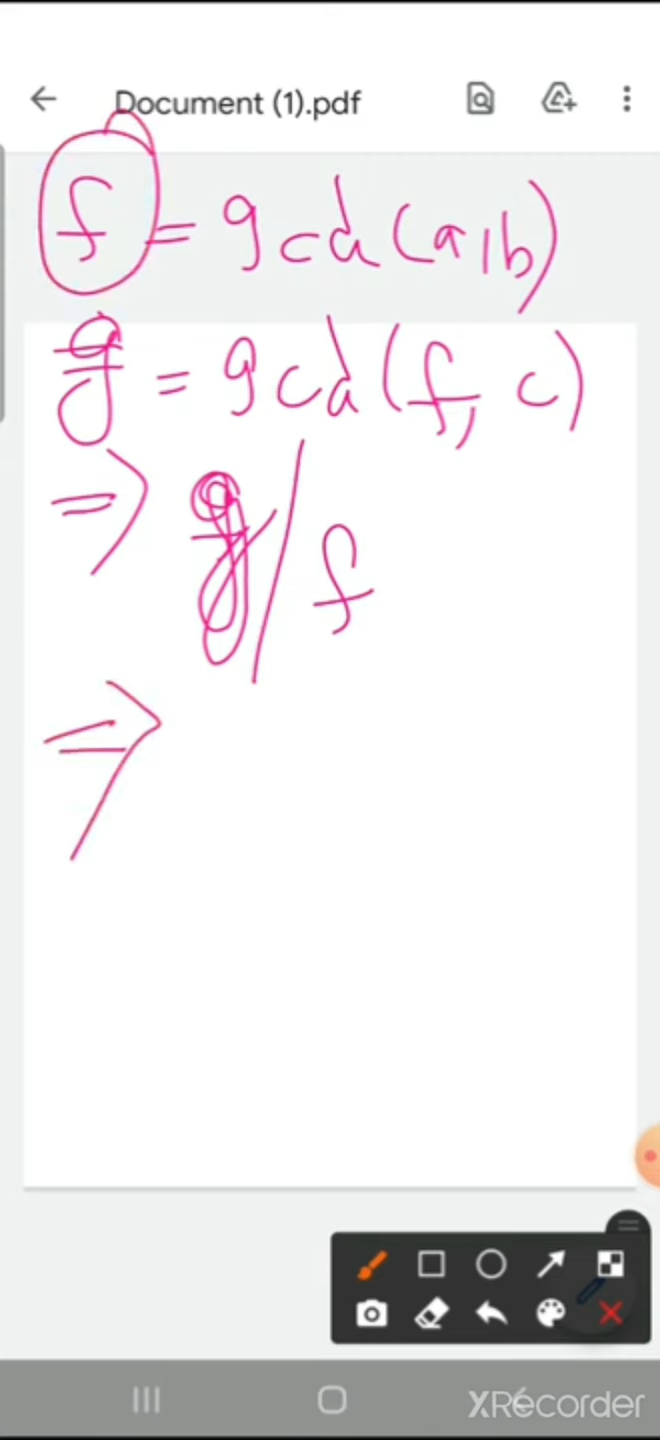 Document (1).pdf
f = gcd(a,b)
g = gcd(f, c)
⇒ g/f
⇒
XRecorder